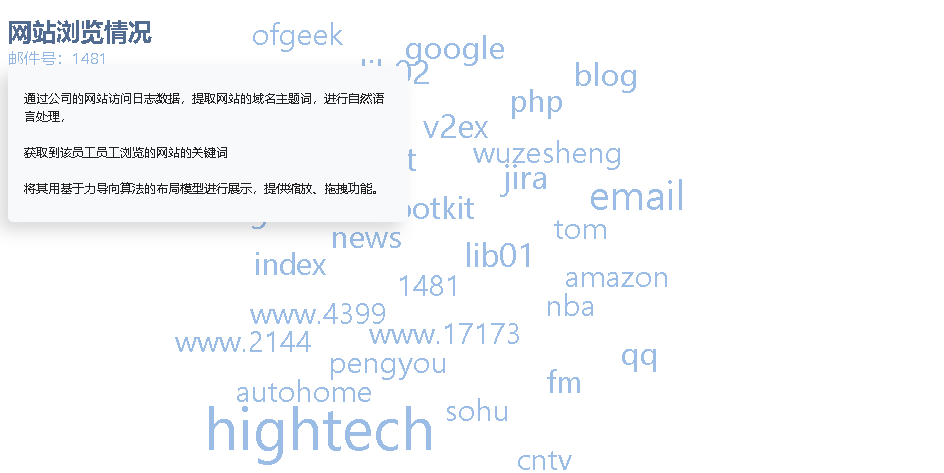 网站浏览情况
邮件号：1481
通过公司的网站访问日志数据，提取网站的域名主题词，进行自然语
言处理，
获取到该员工员工浏览的网站的关键词
将其用基于力导向算法的布局模型进行展示，提供缩放、拖拽功能。
ofgeek
google
blog
php
v2ex
wuzesheng
jira
email
tom
news
lib01
index
amazon
1481
nba
www.4399
www.17173
www.2144
qq
pengyou
fm
autohome
sohu
hightech
cntv